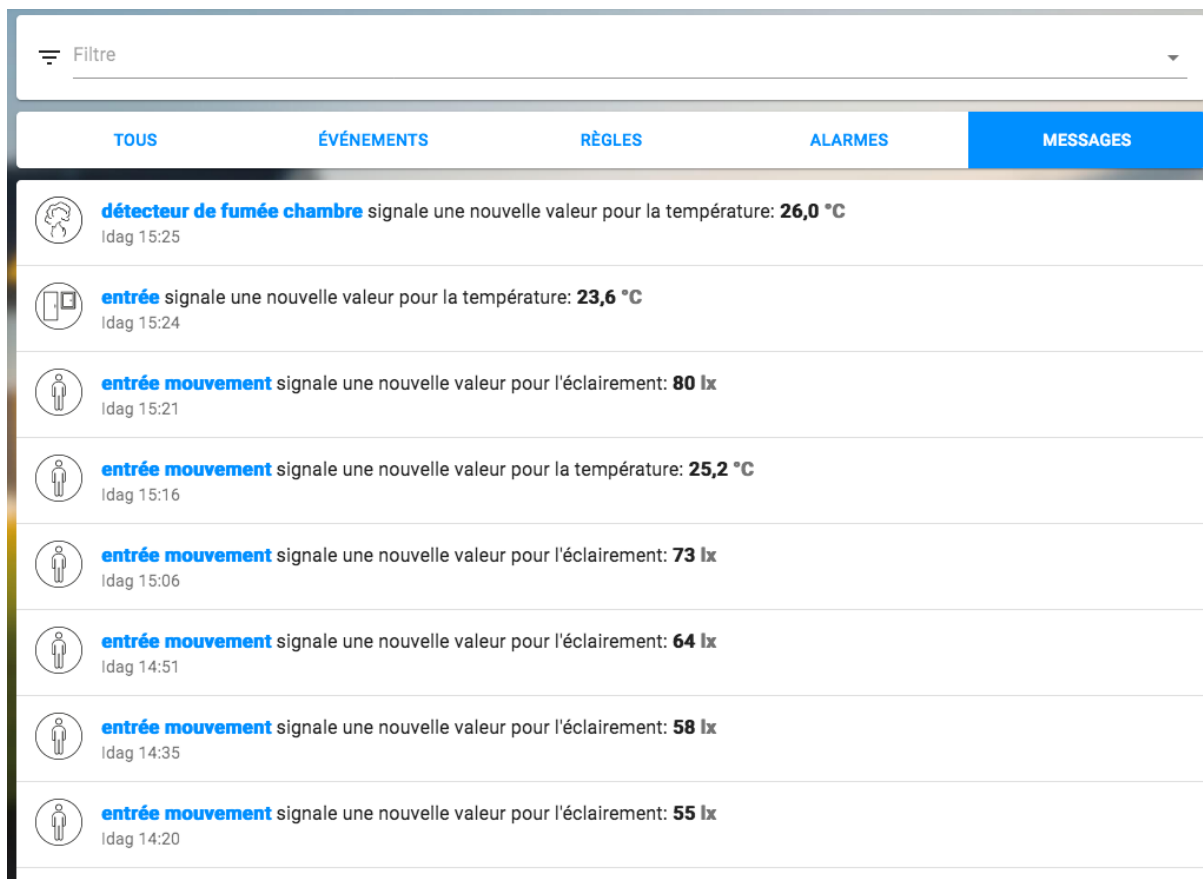 Filtre
TOUS ÉVÉNEMENTS RÈGLES ALARMES MESSAGES
détecteur de fumée chambre signale une nouvelle valeur pour la température: 26,0 °C
Idag 15:25
entrée signale une nouvelle valeur pour la température: 23,6 °C
Idag 15:24
entrée mouvement signale une nouvelle valeur pour l'éclairement: 80 lx
Idag 15:21
entrée mouvement signale une nouvelle valeur pour la température: 25,2 °C
Idag 15:16
entrée mouvement signale une nouvelle valeur pour l'éclairement: 73 lx
Idag 15:06
entrée mouvement signale une nouvelle valeur pour l'éclairement: 64 lx
Idag 14:51
entrée mouvement signale une nouvelle valeur pour l'éclairement: 58 lx
Idag 14:35
entrée mouvement signale une nouvelle valeur pour l'éclairement: 55 lx
Idag 14:20